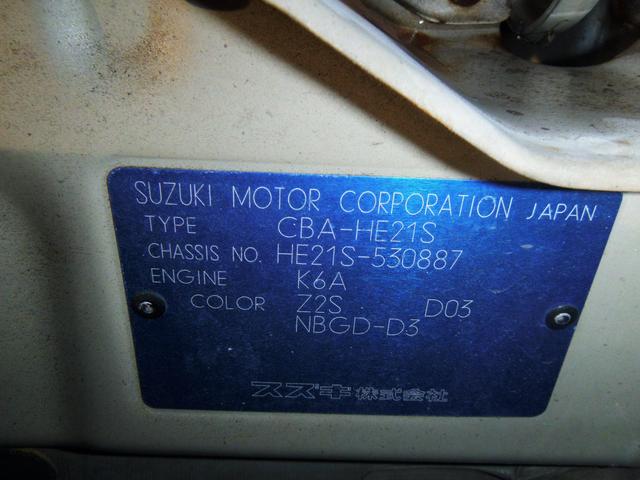 SUZUKI MOTOR CORPORATION JAPAN
TYPE CBA-HE21S
CHASSIS NO. HE21S-530887
ENGINE K6A
COLOR Z2S D03
NBGD-D3
スズキ株式会社